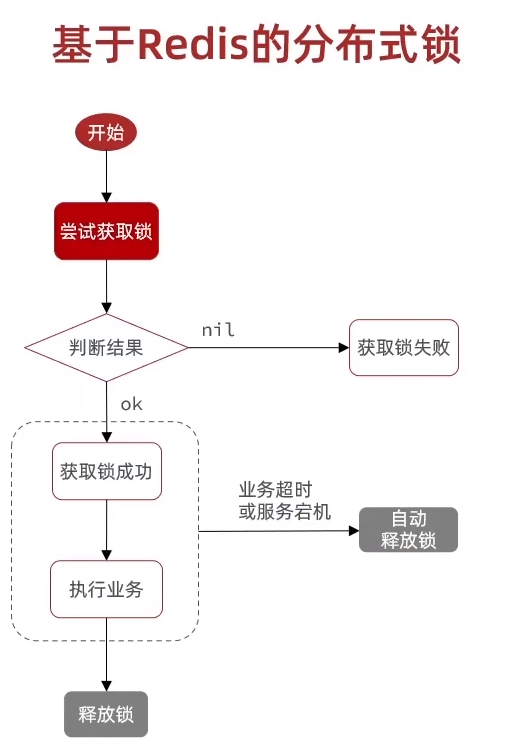 基于Redis的分布式锁
开始
尝试获取锁
判断结果
nil
获取锁失败
ok
获取锁成功
业务超时
或服务宕机
自动
释放锁
执行业务
释放锁